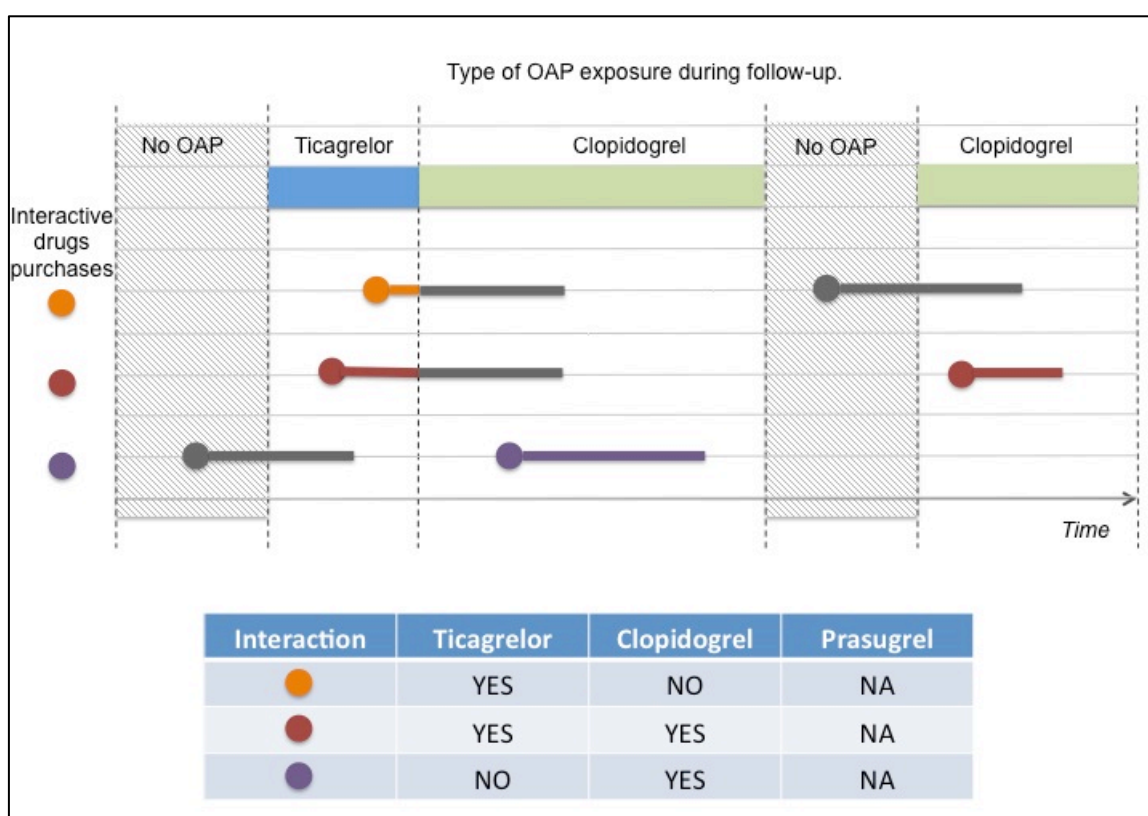 Type of OAP exposure during follow-up.
No OAP Ticagrelor Clopidogrel No OAP Clopidogrel
Interactive
drugs
purchases
Time
Interaction Ticagrelor Clopidogrel Prasugrel
YES NO NA
YES YES NA
NO YES NA